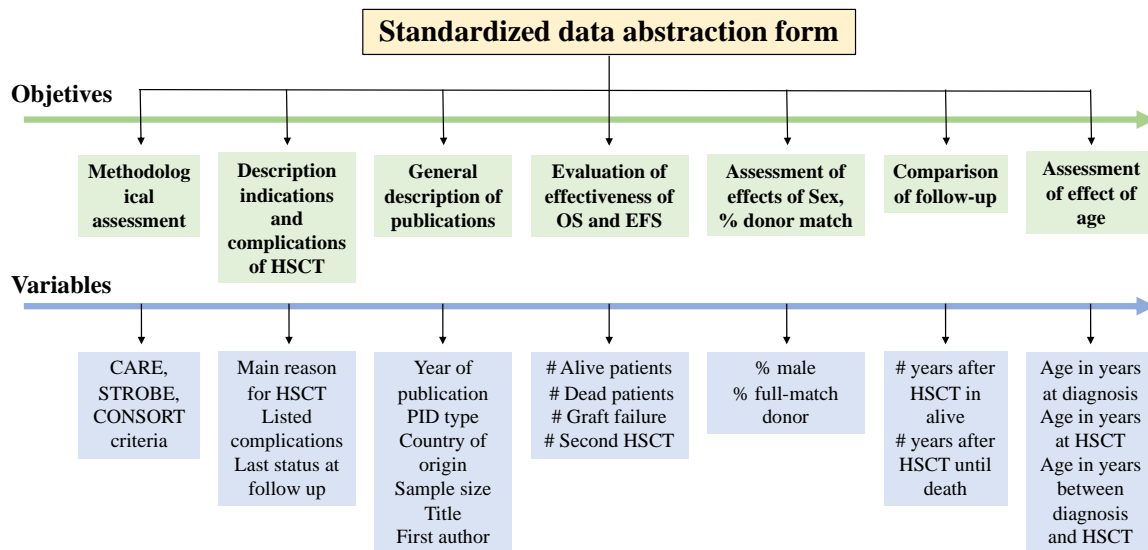 Standardized data abstraction form
Objetives
Methodolog
ical
assessment
Description
indications
and
complications
of HSCT
General
description of
publications
Evaluation of
effectiveness of
OS and EFS
Assessment of
effects of Sex,
% donor match
Comparison
of follow-up
Assessment
of effect of
age
Variables
CARE,
STROBE,
CONSORT
criteria
Main reason
for HSCT
Listed
complications
Last status at
follow up
Year of
publication
PID type
Country of
origin
Sample size
Title
First author
# Alive patients
# Dead patients
# Graft failure
# Second HSCT
% male
% full-match
donor
# years after
HSCT in
alive
# years after
HSCT until
death
Age in years
at diagnosis
Age in years
at HSCT
Age in years
between
diagnosis
and HSCT